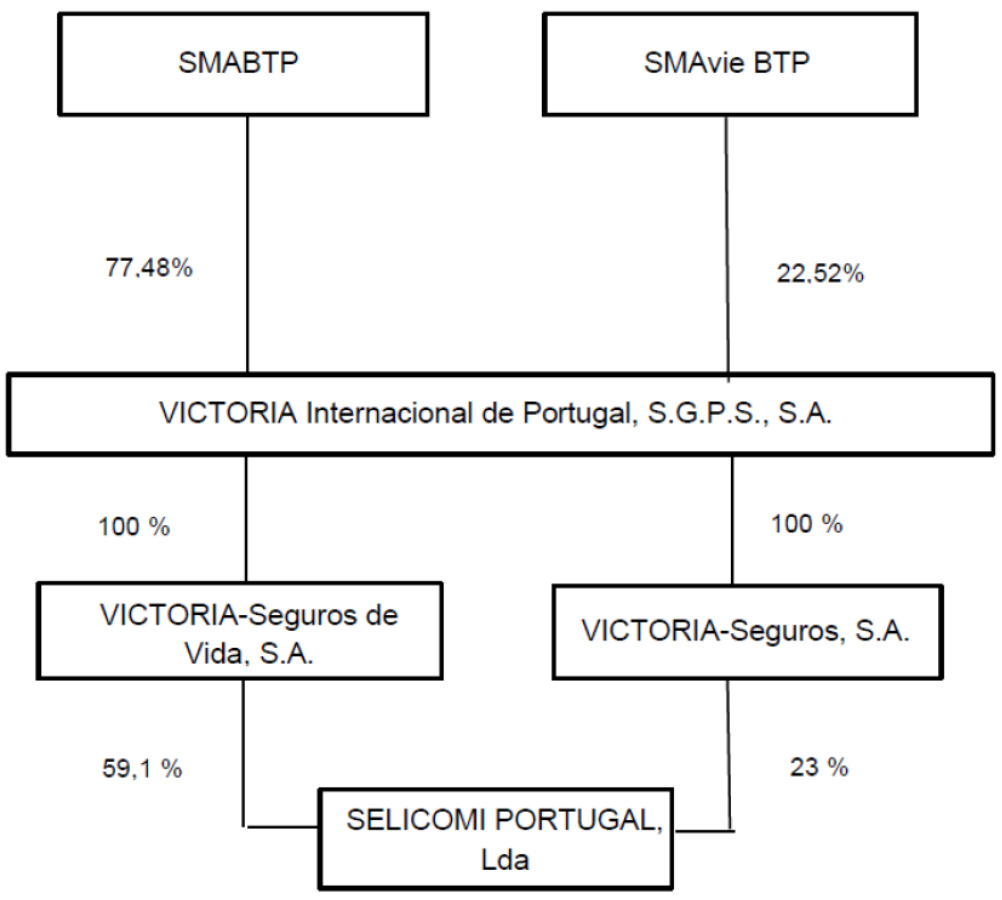 SMABTP
SMAvie BTP
77,48%
22,52%
VICTORIA Internacional de Portugal, S.G.P.S., S.A.
100 %
100 %
VICTORIA-Seguros de
Vida, S.A.
VICTORIA-Seguros, S.A.
59,1 %
23 %
SELICOMI PORTUGAL,
Lda